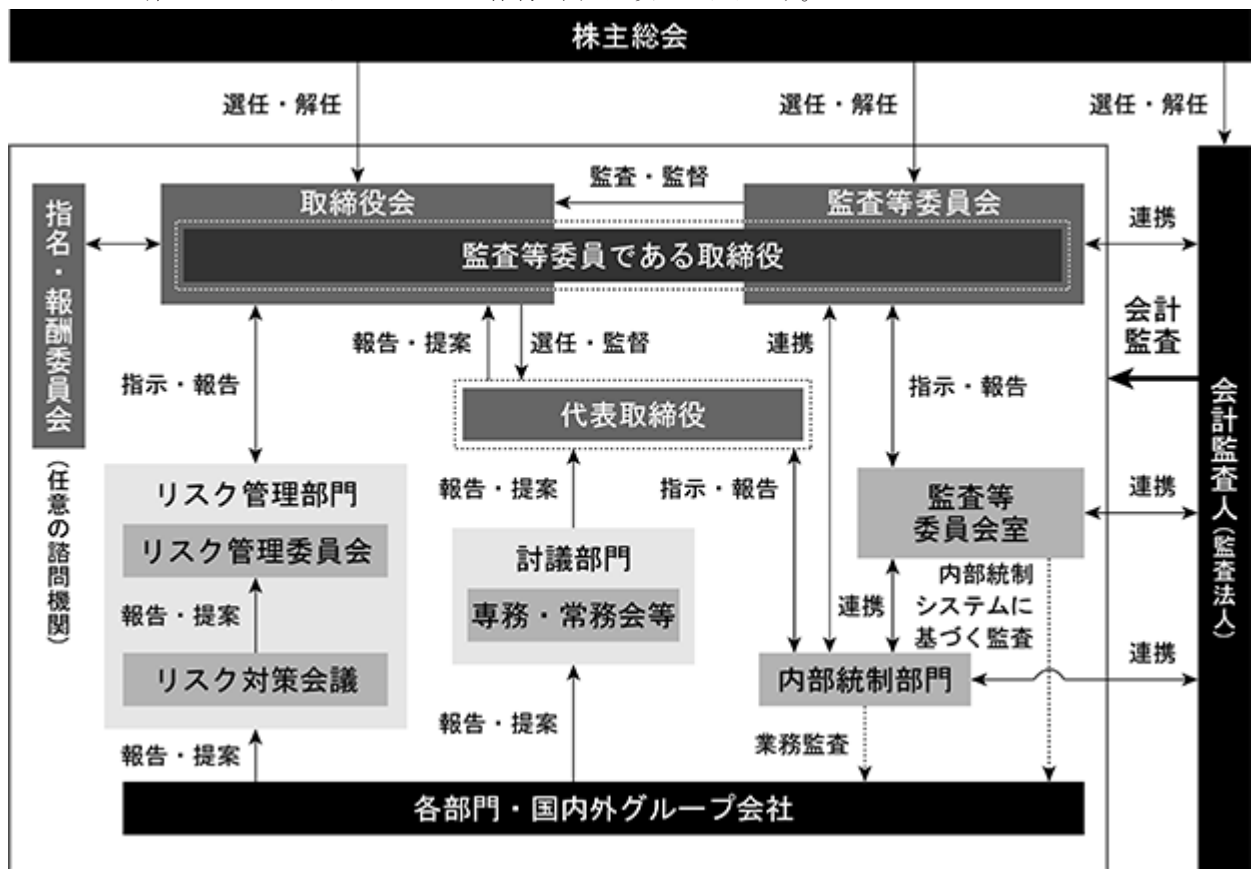 株主総会
選任・解任
選任・解任
選任・解任
取締役会
監査・監督
監査等委員会
監査等委員である取締役
指名・報酬委員会
（任意の諮問機関）
連携
会計
監査
会計監査人（監査法人）
報告・提案
選任・監督
連携
指示・報告
指示・報告
代表取締役
リスク管理部門
リスク管理委員会
報告・提案
リスク対策会議
報告・提案
報告・提案
討議部門
専務・常務会等
報告・提案
指示・報告
監査等
委員会室
連携
内部統制
システムに
基づく監査
連携
内部統制部門
連携
業務監査
各部門・国内外グループ会社